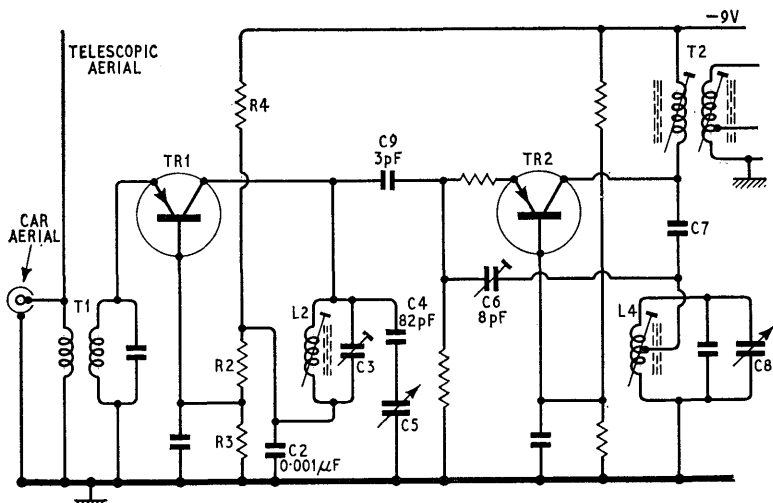 -9V
TELESCOPIC
AERIAL
T2
R4
TR1
C9
3pF
TR2
CAR
AERIAL
T1
C7
L2
C4
82pF
C6
8pF
L4
C3
R2
C8
C5
R3
C2
0·001μF